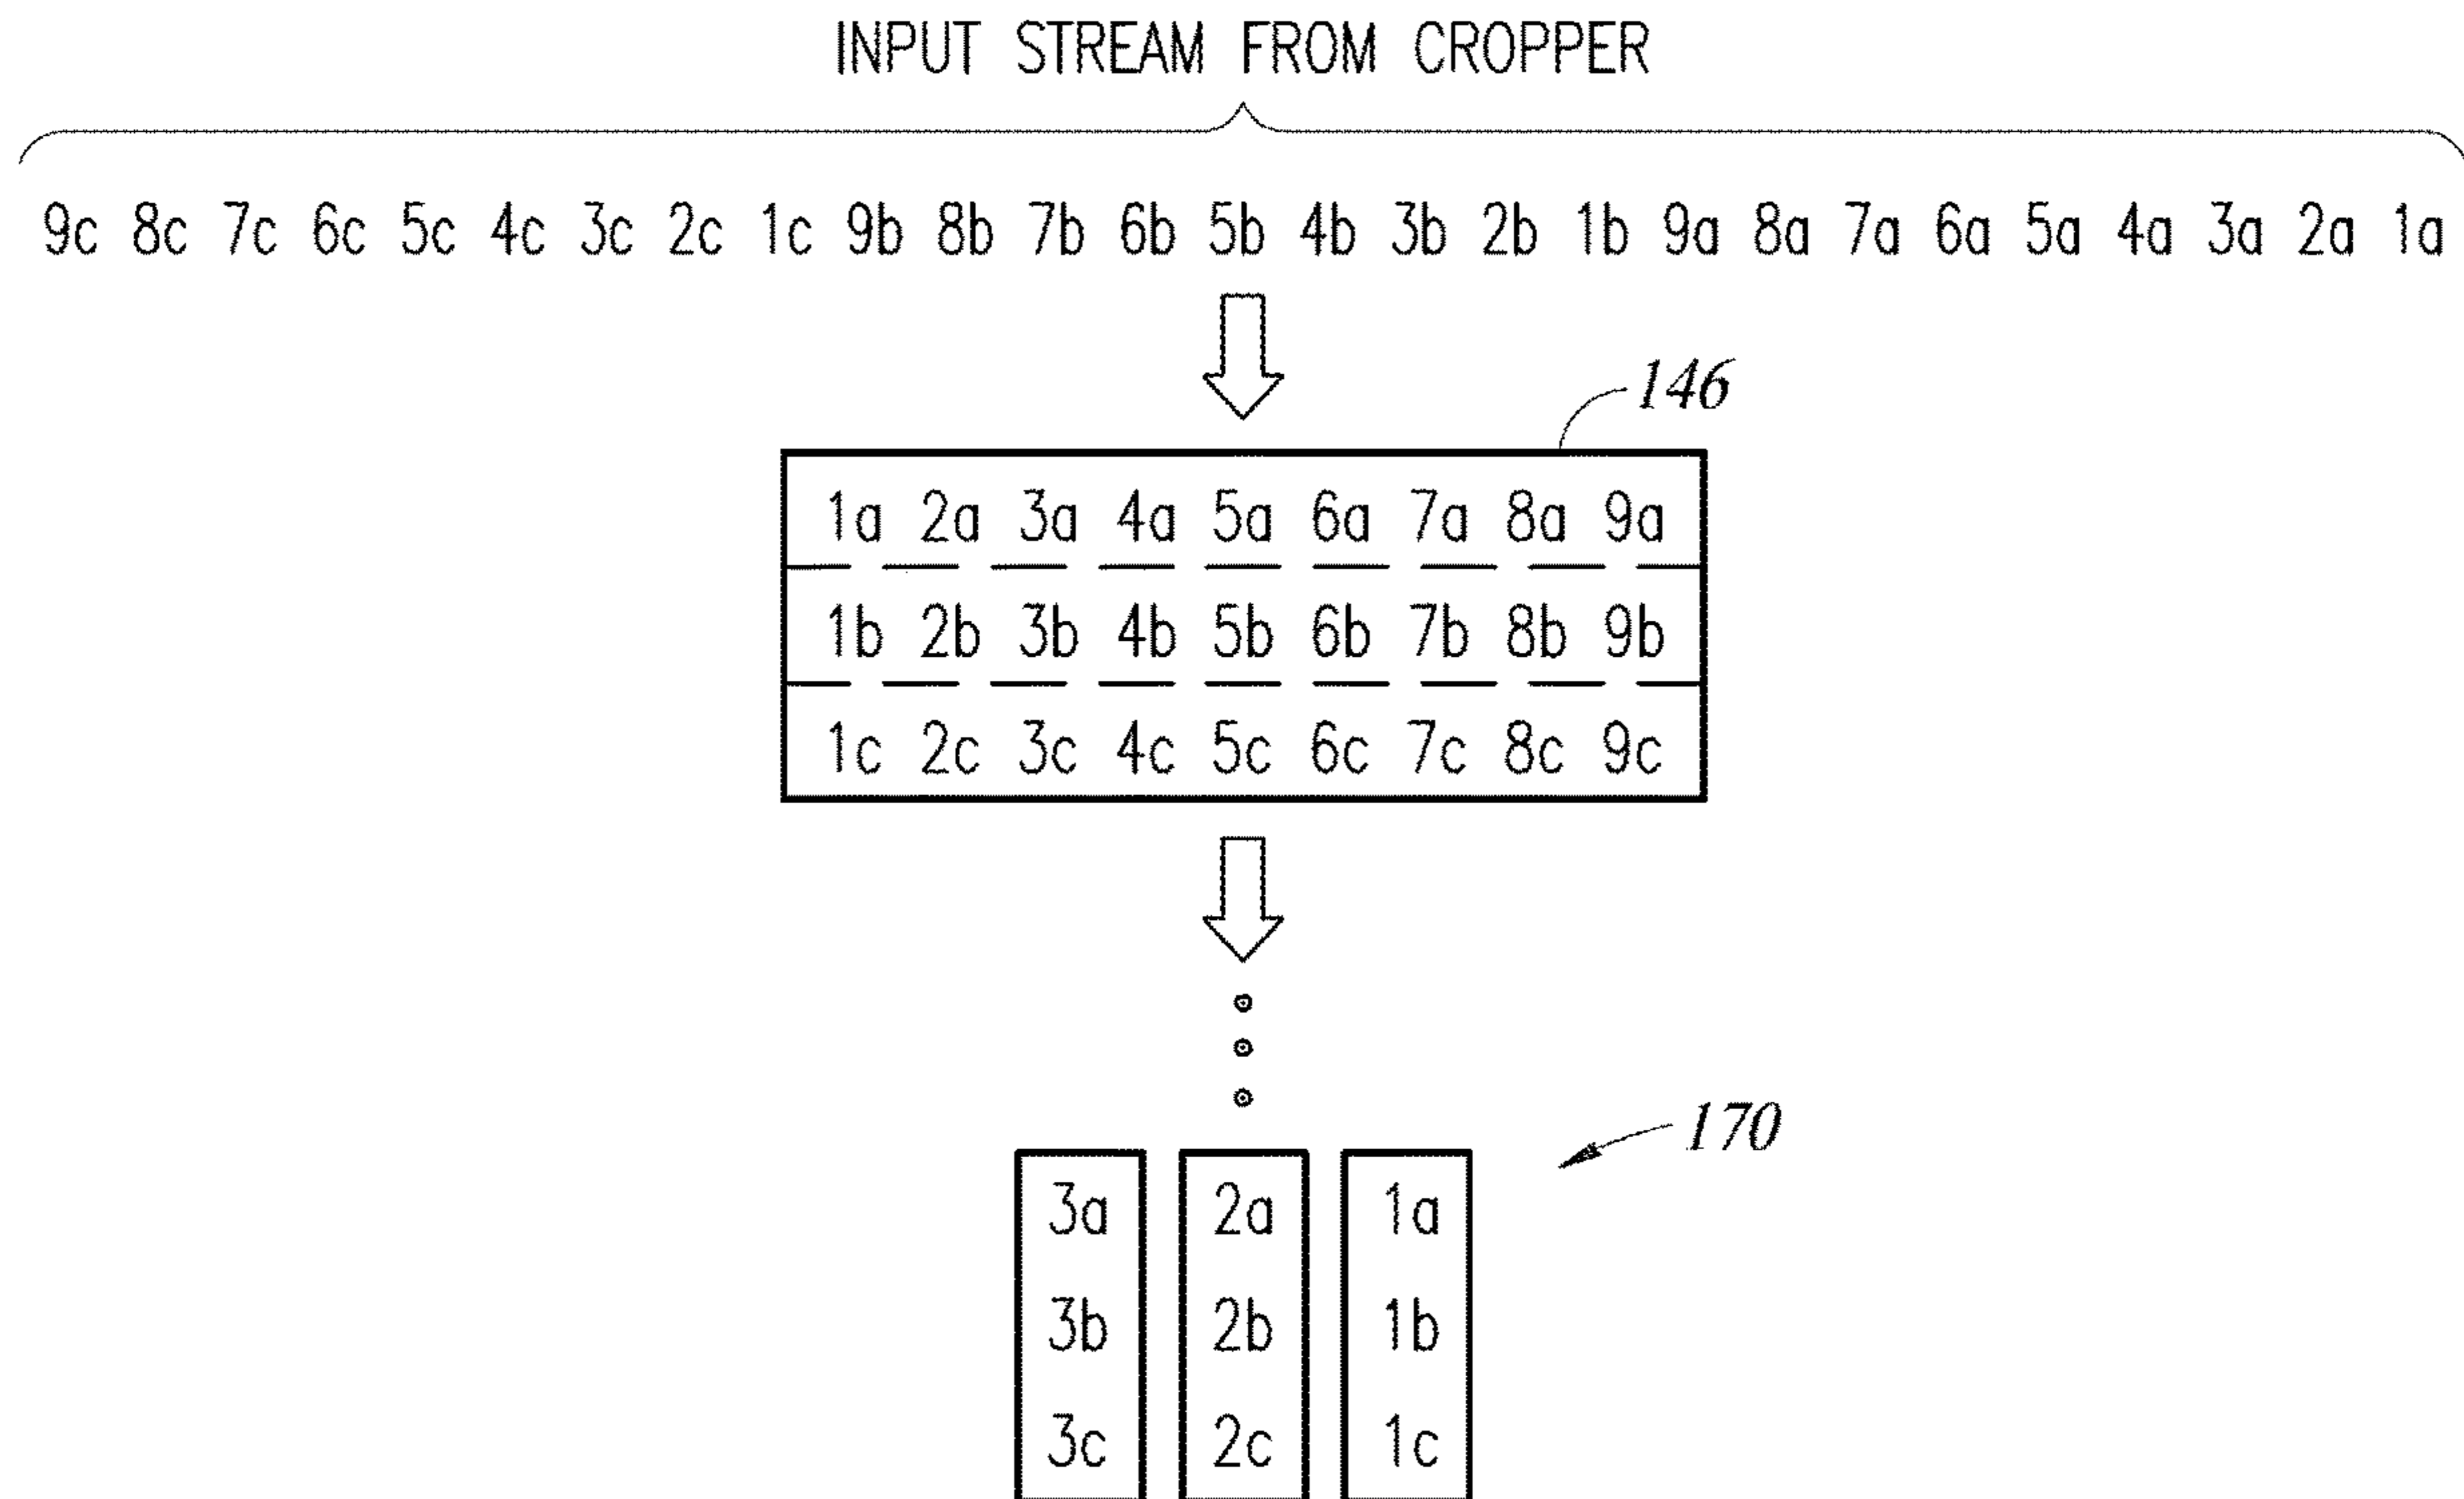 INPUT STREAM FROM CROPPER
9c 8c 7c 6c 5c 4c 3c 2c 1c 9b 8b 7b 6b 5b 4b 3b 2b 1b 9a 8a 7a 6a 5a 4a 3a 2a 1a
146
1a 2a 3a 4a 5a 6a 7a 8a 9a
1b 2b 3b 4b 5b 6b 7b 8b 9b
1c 2c 3c 4c 5c 6c 7c 8c 9c
170
3a 2a 1a
3b 2b 1b
3c 2c 1c